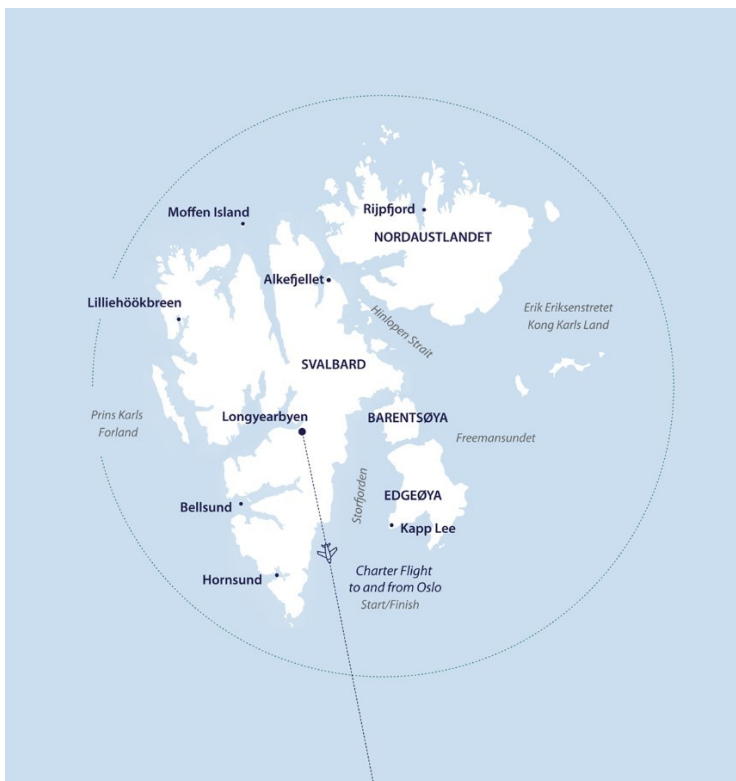 Moffen Island
Rijpfjord
NORDAUSTLANDET
Alkefjellet
Lilliehöökbreen
Hinlopen Strait
Erik Eriksenstretet
Kong Karls Land
SVALBARD
Prins Karls
Forland
Longyearbyen
BARENTSØYA
Freemansundet
Storfjorden
EDGEØYA
Bellsund
Kapp Lee
Hornsund
Charter Flight
to and from Oslo
Start/Finish